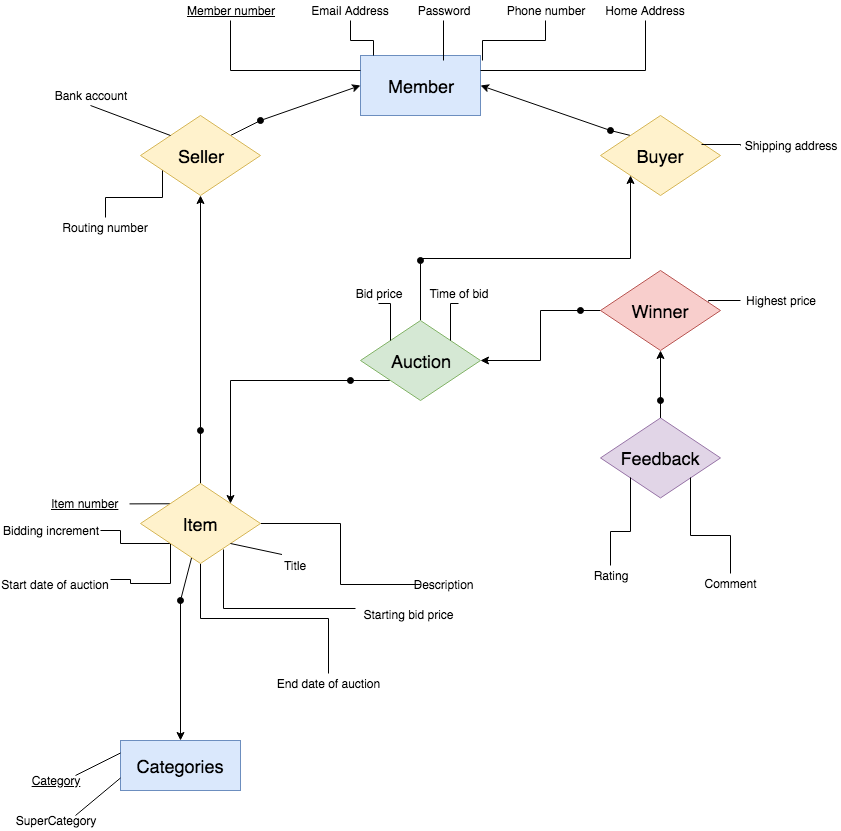 Member number
Email Address
Password
Phone number
Home Address
Member
Bank account
Seller
Buyer
Shipping address
Routing number
Bid price
Time of bid
Winner
Highest price
Auction
Feedback
Item number
Item
Bidding increment
Title
Start date of auction
Description
Rating
Comment
Starting bid price
End date of auction
Categories
Category
SuperCategory